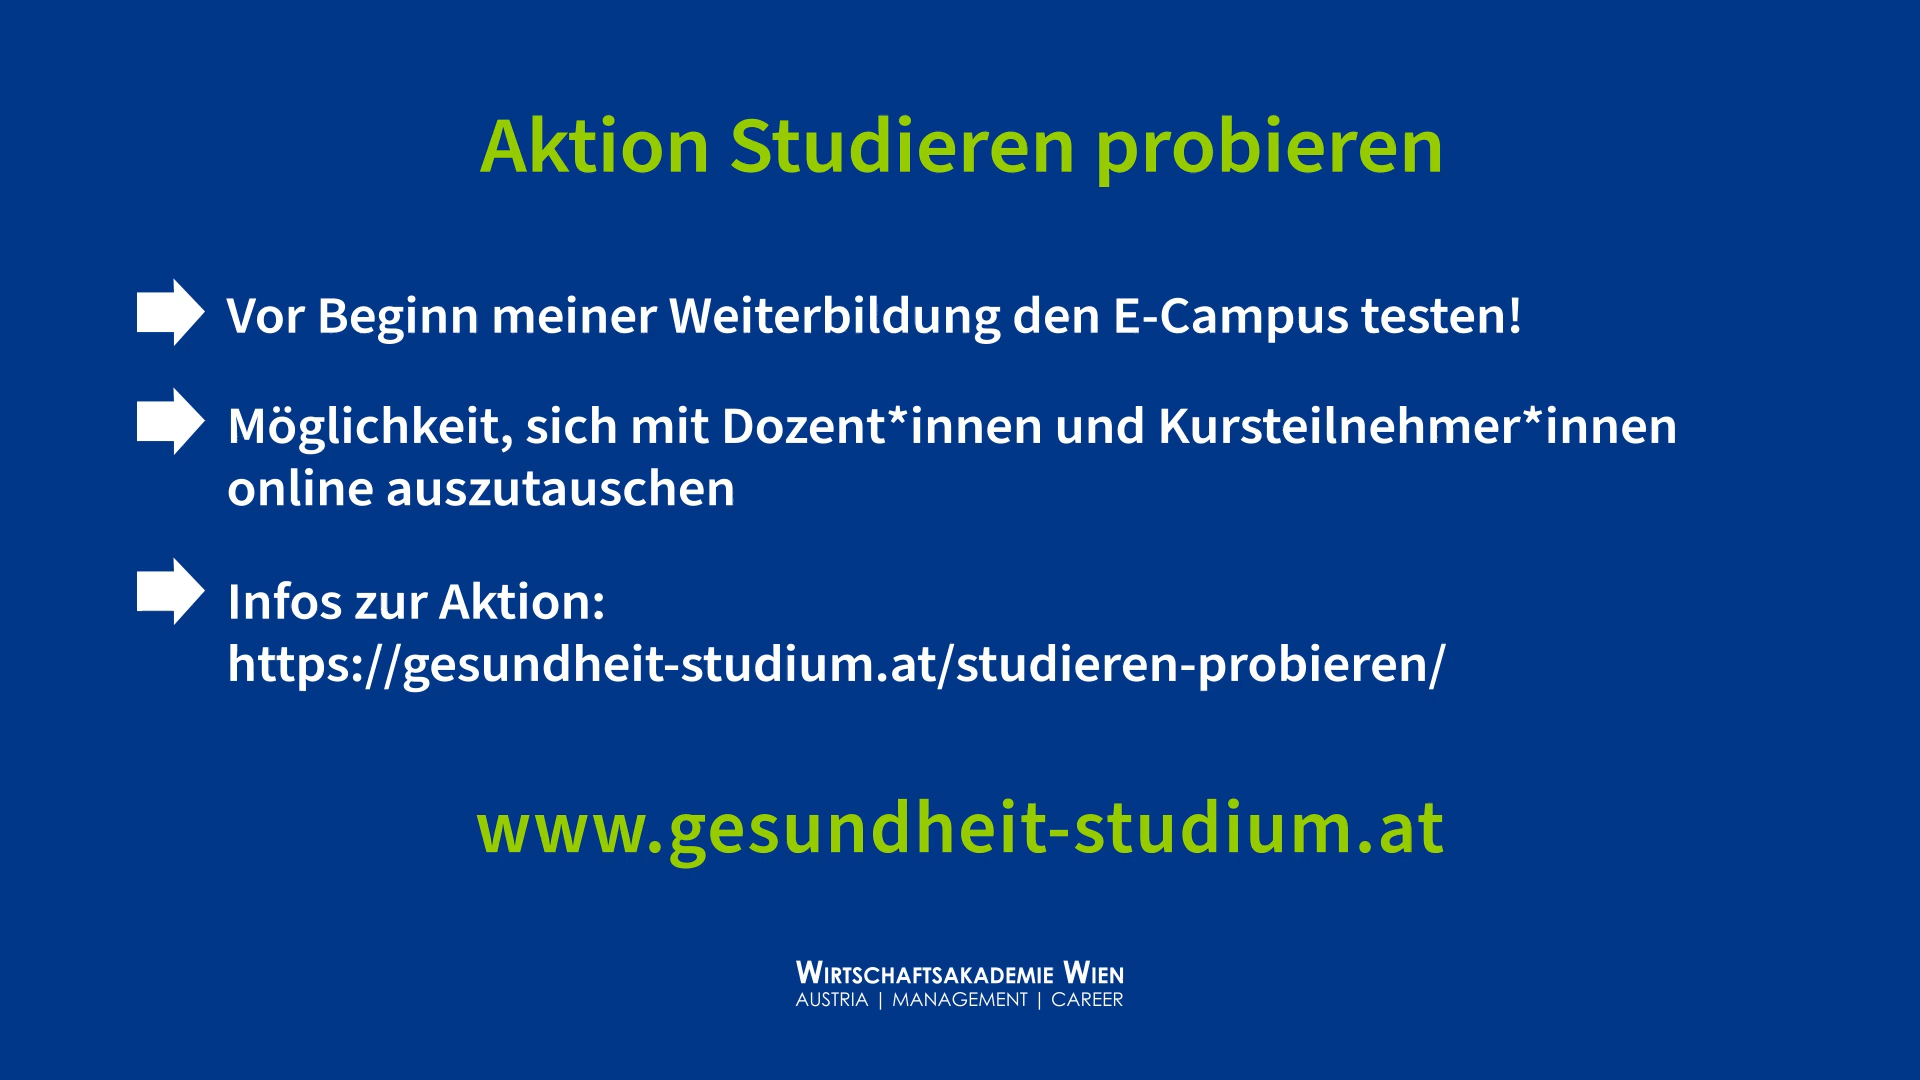 Aktion Studieren probieren
Vor Beginn meiner Weiterbildung den E-Campus testen!
Möglichkeit, sich mit Dozent*innen und Kursteilnehmer*innen
online auszutauschen
Infos zur Aktion:
https://gesundheit-studium.at/studieren-probieren/
www.gesundheit-studium.at
WIRTSCHAFTSAKADEMIE WIEN
AUSTRIA | MANAGEMENT | CAREER